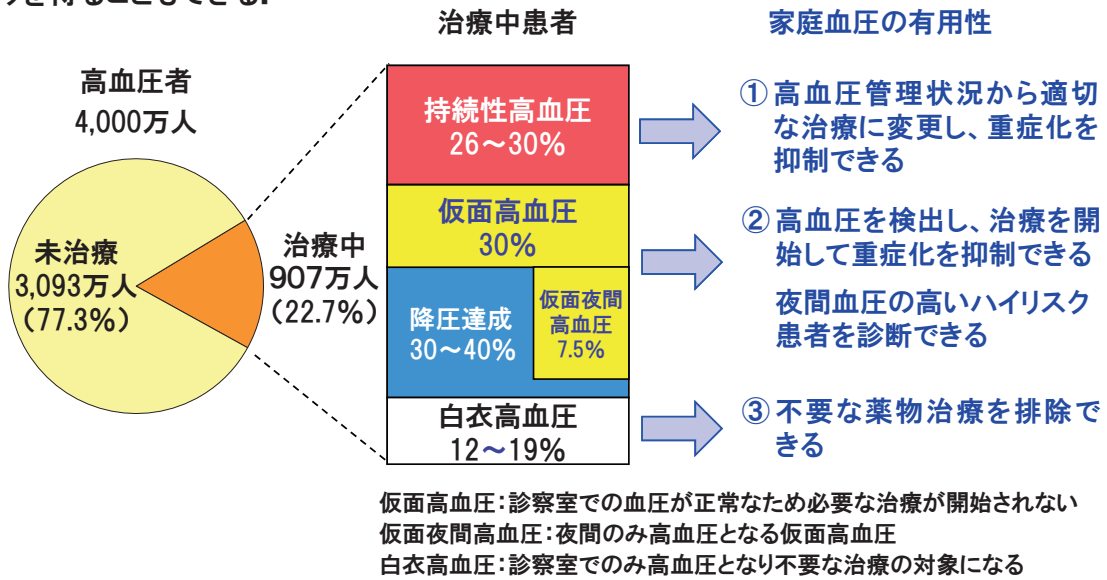 高血圧者
4,000万人
未治療
3,093万人
(77.3%)
治療中
907万人
(22.7%)
治療中患者
持続性高血圧
26～30%
仮面高血圧
30%
降圧達成
30～40%
仮面夜間
高血圧
7.5%
白衣高血圧
12～19%
家庭血圧の有用性
①高血圧管理状況から適切
な治療に変更し、重症化を
抑制できる
②高血圧を検出し、治療を開
始して重症化を抑制できる
夜間血圧の高いハイリスク
患者を診断できる
③不要な薬物治療を排除で
きる
仮面高血圧：診察室での血圧が正常なため必要な治療が開始されない
仮面夜間高血圧：夜間のみ高血圧となる仮面高血圧
白衣高血圧：診察室でのみ高血圧となり不要な治療の対象になる